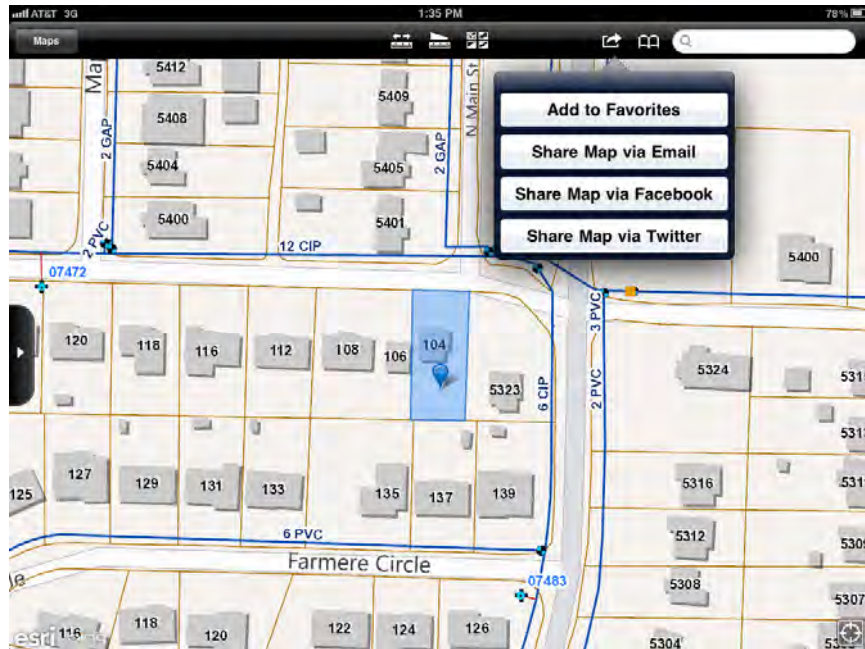 AT&T 3G
1:35 PM
78%
Maps
Add to Favorites
Share Map via Email
Share Map via Facebook
Share Map via Twitter
5412
5409
N Main St
5408
2 GAP
2 GAP
5404
5405
5400
5401
2 PVC
12 CIP
5400
07472
120
118
116
112
108
106
104
5323
6 CIP
3 PVC
2 PVC
5324
127
125
129
131
133
135
137
139
5316
5312
6 PVC
Farmere Circle
07483
5308
5307
esri
116
118
120
122
124
126
5304